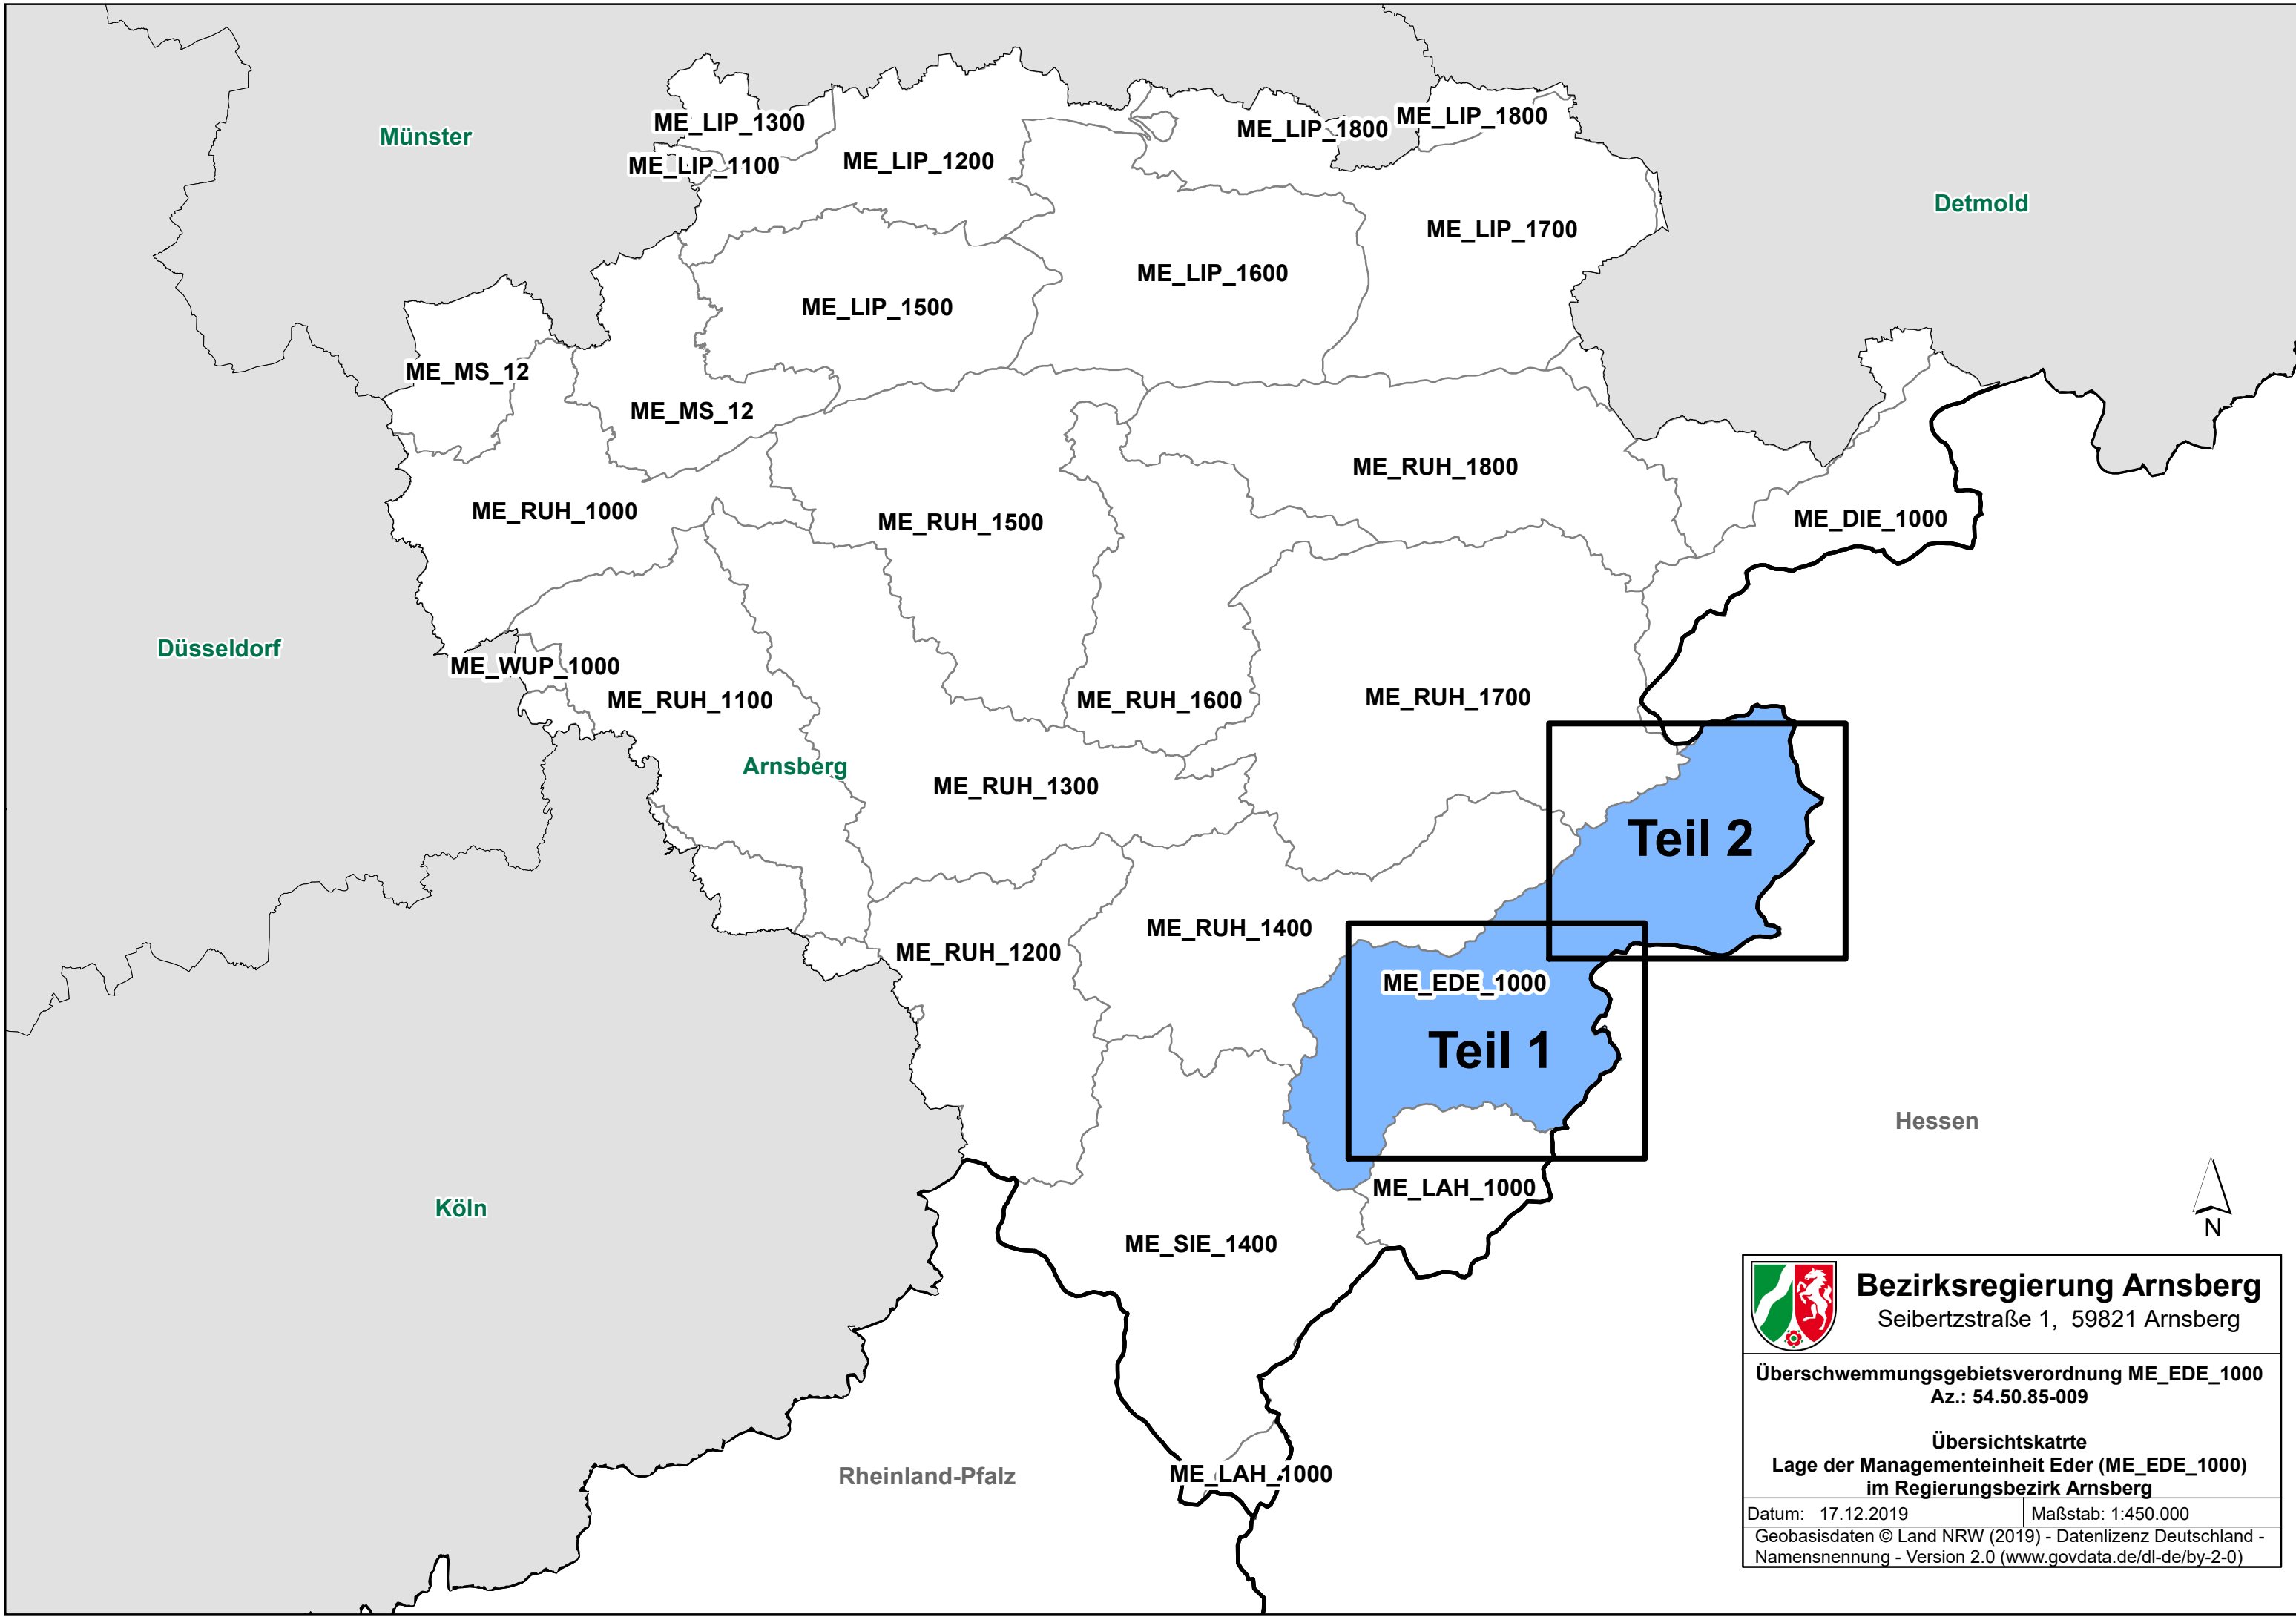 Münster
ME_LIP_1300
ME_LIP_1100
ME_LIP_1200
ME_LIP_1800
ME_LIP_1800
Detmold
ME_LIP_1700
ME_LIP_1600
ME_LIP_1500
ME_MS_12
ME_MS_12
ME_RUH_1800
ME_RUH_1000
ME_RUH_1500
ME_DIE_1000
Düsseldorf
ME_WUP_1000
ME_RUH_1100
ME_RUH_1600
ME_RUH_1700
Arnsberg
ME_RUH_1300
Teil 2
ME_RUH_1400
ME_RUH_1200
ME_EDE_1000
Teil 1
Hessen
ME_LAH_1000
Köln
ME_SIE_1400
N
Rheinland-Pfalz
ME_LAH_1000
Bezirksregierung Arnsberg
Seibertzstraße 1, 59821 Arnsberg
Überschwemmungsgebietsverordnung ME_EDE_1000
Az.: 54.50.85-009
Übersichtskatrte
Lage der Managementeinheit Eder (ME_EDE_1000)
im Regierungsbezirk Arnsberg
Datum: 17.12.2019 Maßstab: 1:450.000
Geobasisdaten © Land NRW (2019) - Datenlizenz Deutschland -
Namensnennung - Version 2.0 (www.govdata.de/dl-de/by-2-0)